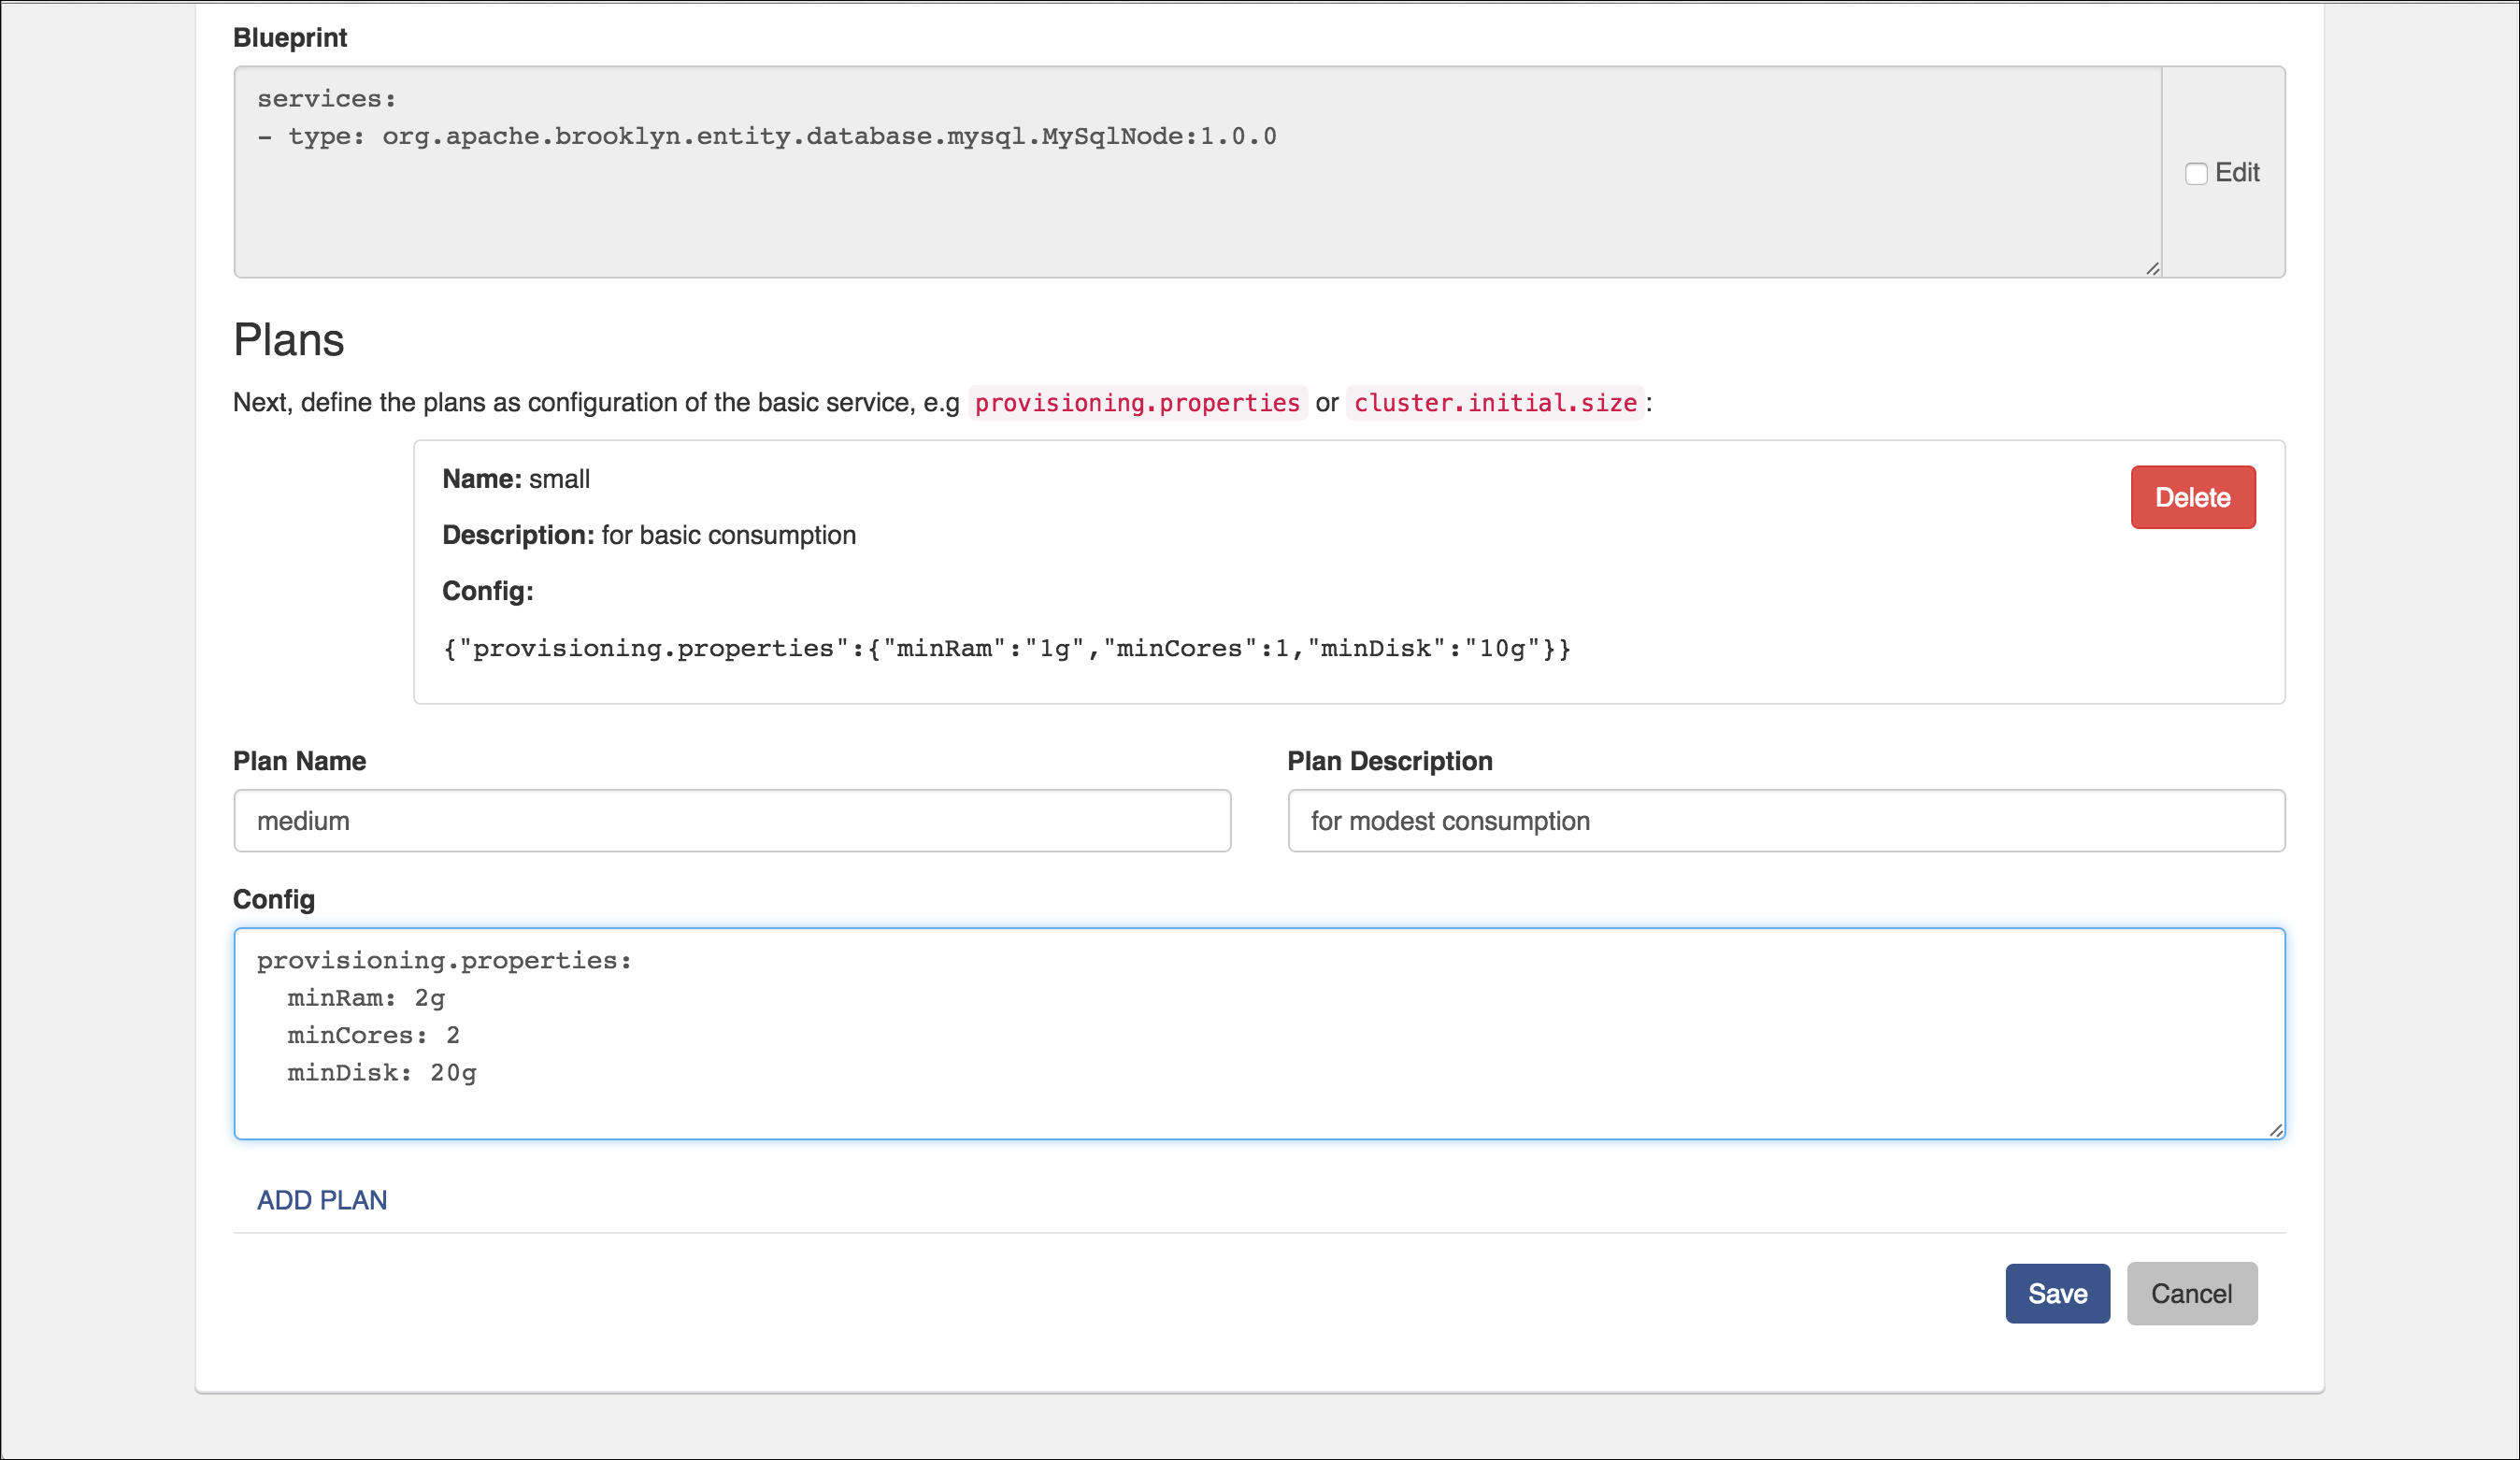 Blueprint
services:
- type: org.apache.brooklyn.entity.database.mysql.MySqlNode:1.0.0
Edit
Plans
Next, define the plans as configuration of the basic service, e.g provisioning.properties or cluster.initial.size:
Name: small
Delete
Description: for basic consumption
Config:
{"provisioning.properties":{"minRam":"1g","minCores":1,"minDisk":"10g"}}
Plan Name
Plan Description
medium
for modest consumption
Config
provisioning.properties:
  minRam: 2g
  minCores: 2
  minDisk: 20g
ADD PLAN
Save
Cancel